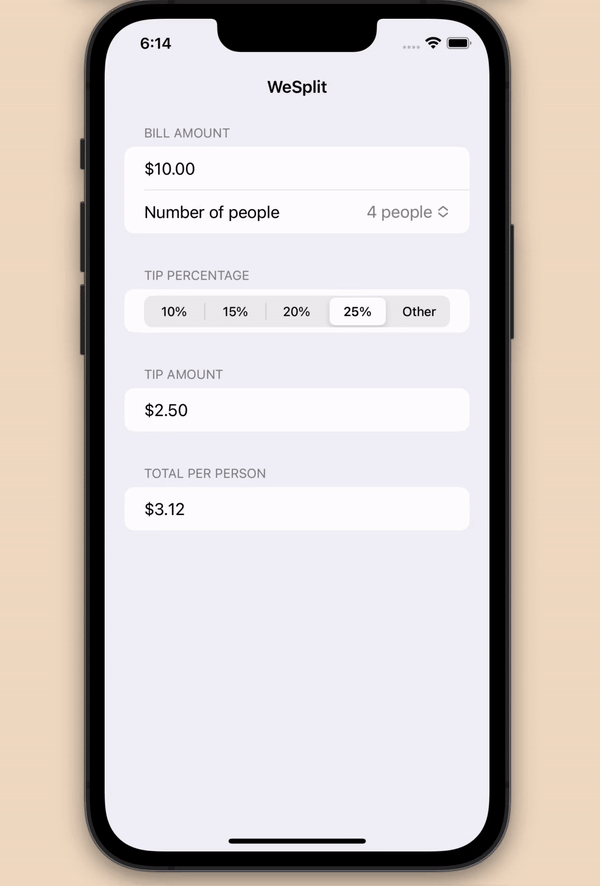 6:14
WeSplit
BILL AMOUNT
$10.00
Number of people 4 people
TIP PERCENTAGE
10% 15% 20% 25% Other
TIP AMOUNT
$2.50
TOTAL PER PERSON
$3.12